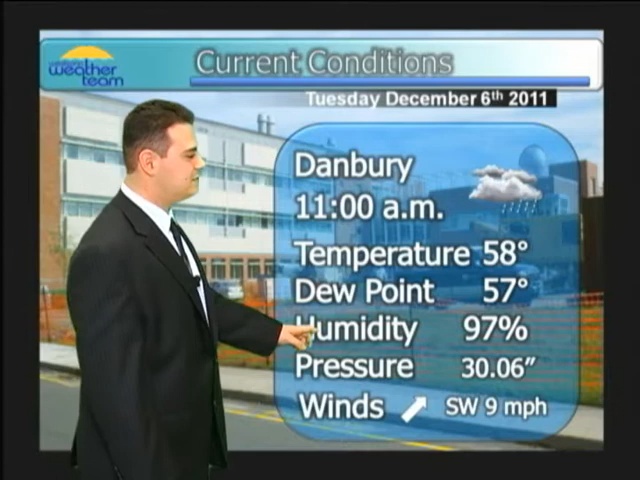 weather
team
Current Conditions
Tuesday December 6th 2011
Danbury
11:00 a.m.
Temperature 58°
Dew Point 57°
Humidity 97%
Pressure 30.06"
Winds SW 9 mph